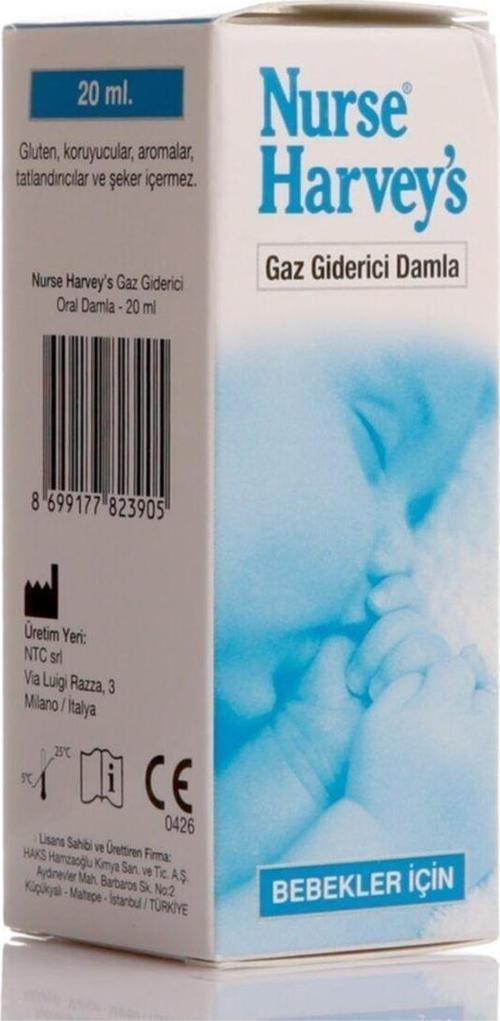 20 ml.
Gluten, koruyucular, aromalar,
tatlandırıcılar ve şeker içermez.
Nurse Harvey's Gaz Giderici
Oral Damla - 20 ml
8 699177 823905
Üretim Yeri:
NTC srl
Via Luigi Razza, 3
Milano / İtalya
25°C
5°C
i
CE
0426
Lisans Sahibi ve Ürettiren Firma:
HAKS Hamzaoğlu Kimya San. ve Tic. A.Ş.
Aydınevler Mah. Barbaros Sk. No:2
Küçükyalı - Maltepe - İstanbul / TÜRKİYE
Nurse®
Harvey's
Gaz Giderici Damla
BEBEKLER İÇİN